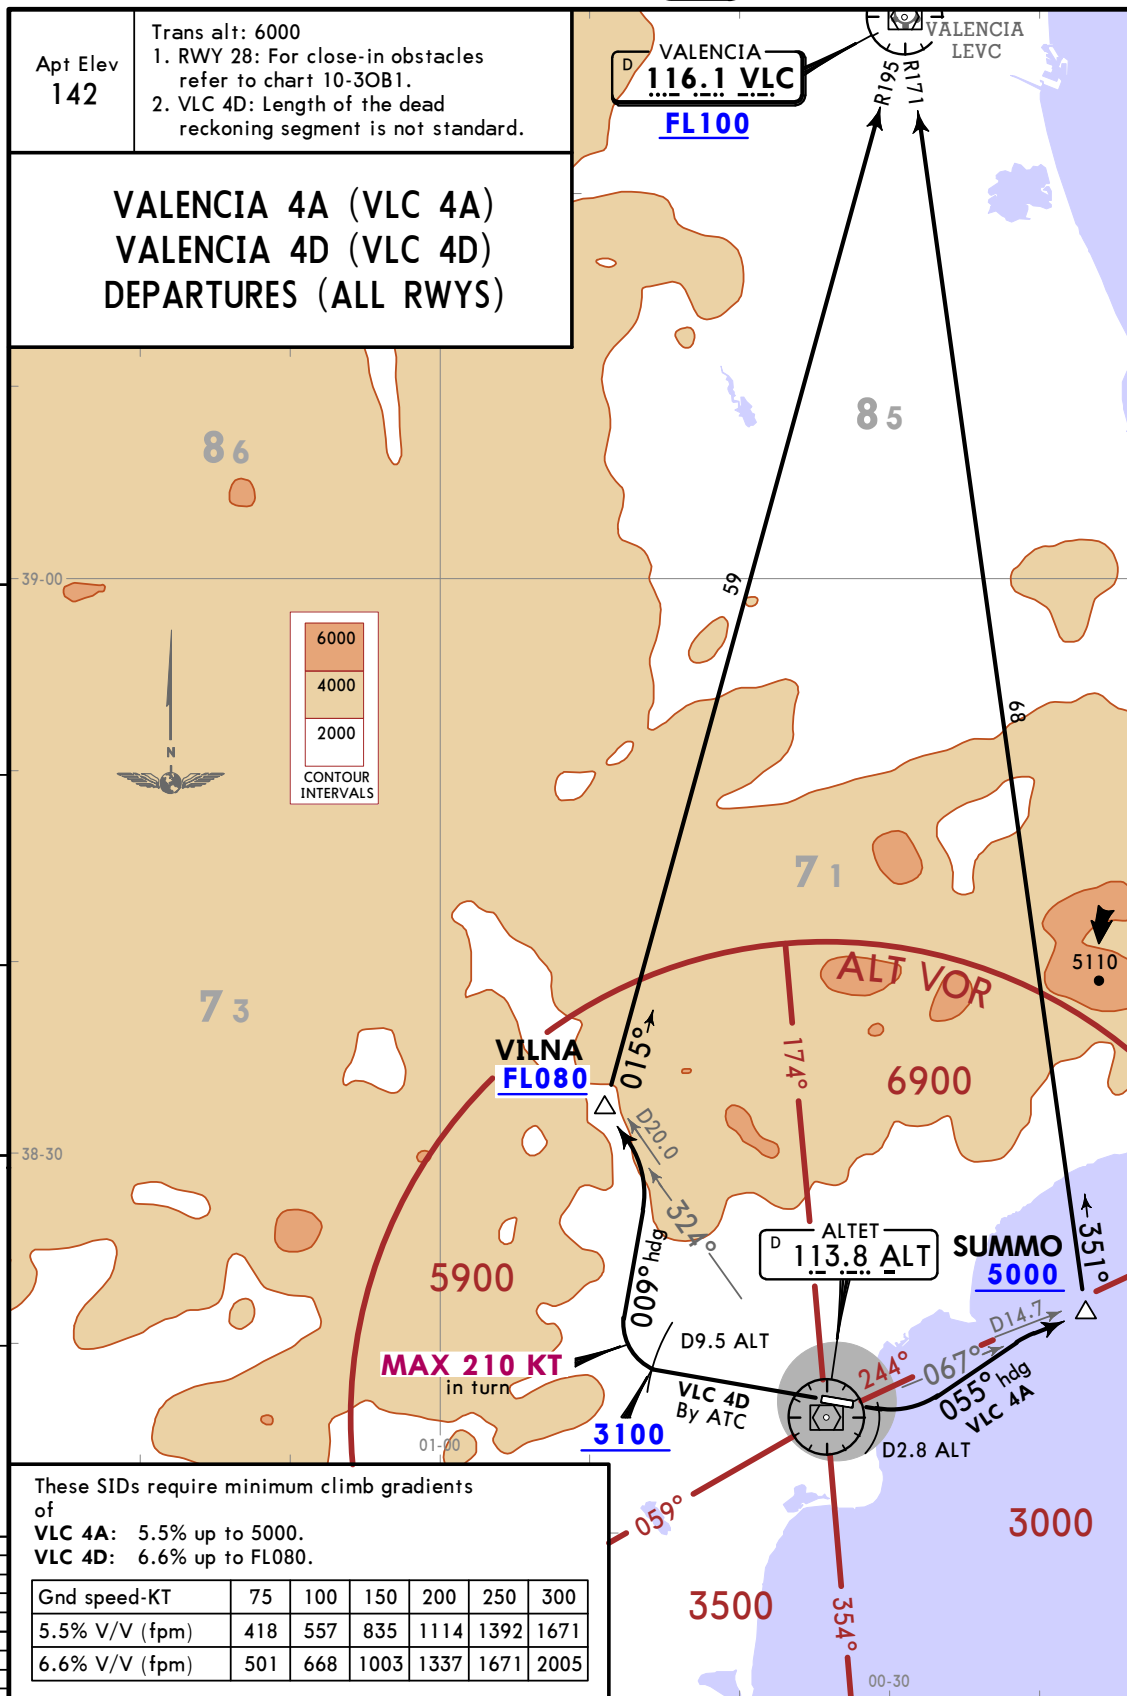 Apt Elev
142
Trans alt: 6000
1. RWY 28: For close-in obstacles
refer to chart 10-3OB1.
2. VLC 4D: Length of the dead
reckoning segment is not standard.
VALENCIA 4A (VLC 4A)
VALENCIA 4D (VLC 4D)
DEPARTURES (ALL RWYS)
VALENCIA
D 116.1 VLC
FL100
VALENCIA
LEVC
R195
R171
86
85
39-00
59
6000
4000
2000
CONTOUR
INTERVALS
N
68
71
5110
73
ALT VOR
VILNA
FL080
015°
174°
6900
D20.0
38-30
324°
ALTET
D 113.8 ALT
SUMMO
5000
351°
5900
009° hdg
D14.7
D9.5 ALT
MAX 210 KT
in turn
244°
067°
055° hdg
VLC 4A
VLC 4D
By ATC
3100
01-00
D2.8 ALT
059°
3000
3500
354°
00-30
These SIDs require minimum climb gradients
of
VLC 4A: 5.5% up to 5000.
VLC 4D: 6.6% up to FL080.
Gnd speed-KT 75 100 150 200 250 300
5.5% V/V (fpm) 418 557 835 1114 1392 1671
6.6% V/V (fpm) 501 668 1003 1337 1671 2005